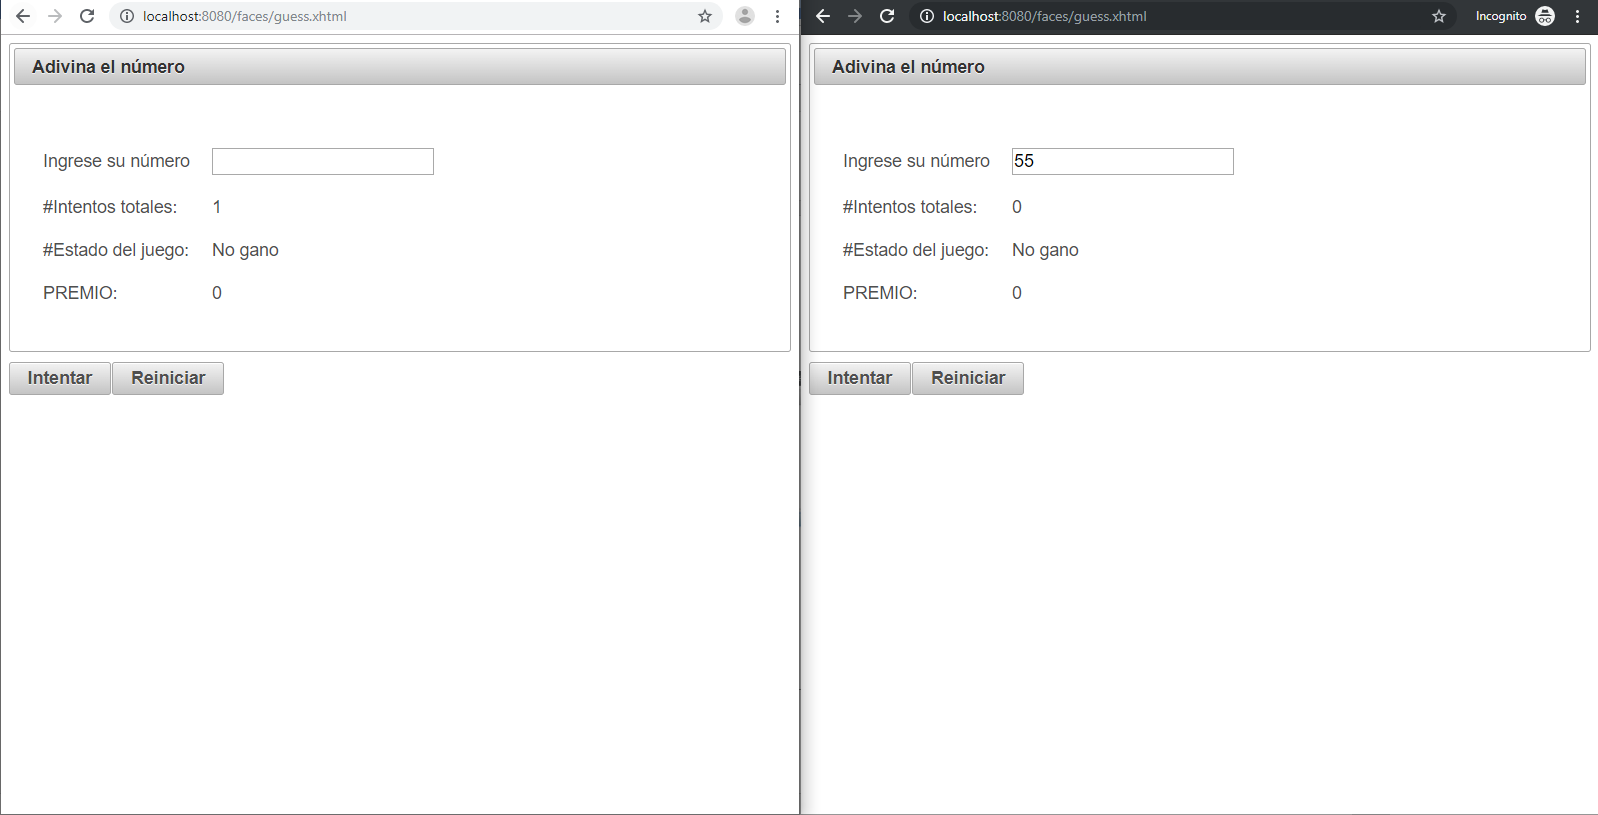 localhost:8080/faces/guess.xhtml
Adivina el número
Ingrese su número
#Intentos totales: 1
#Estado del juego: No gano
PREMIO: 0
Intentar Reiniciar
localhost:8080/faces/guess.xhtml Incognito
Adivina el número
Ingrese su número 55
#Intentos totales: 0
#Estado del juego: No gano
PREMIO: 0
Intentar Reiniciar